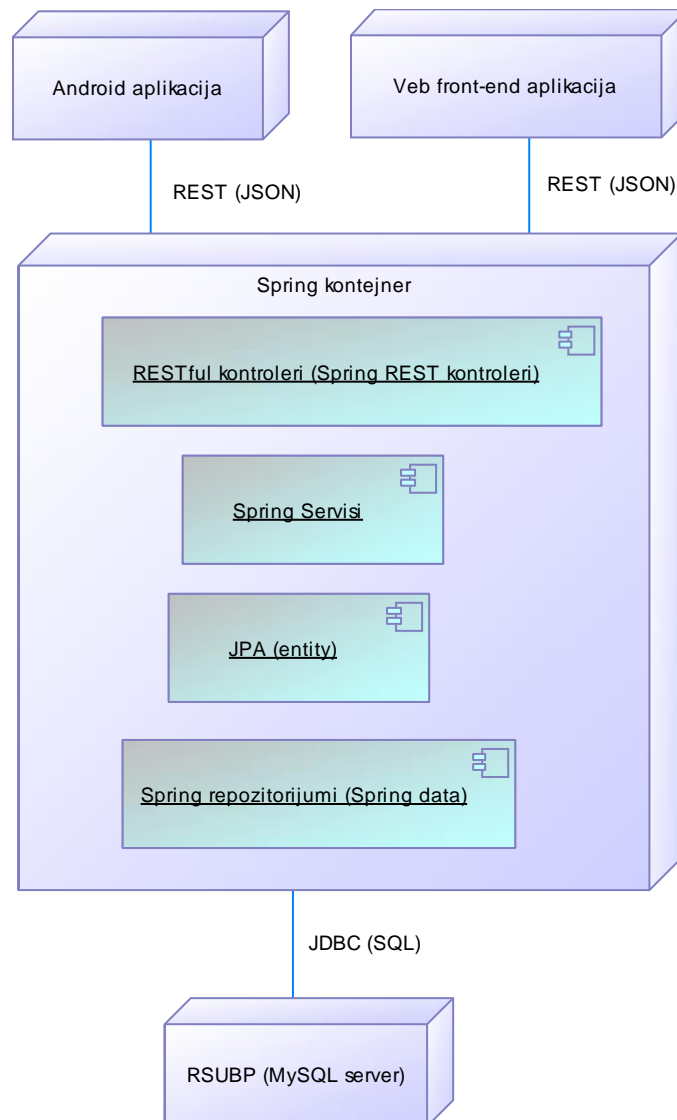 Android aplikacija
Veb front-end aplikacija
REST (JSON)
REST (JSON)
Spring kontejner
RESTful kontroleri (Spring REST kontroleri)
Spring Servisi
JPA (entity)
Spring repozitorijumi (Spring data)
JDBC (SQL)
RSUBP (MySQL server)